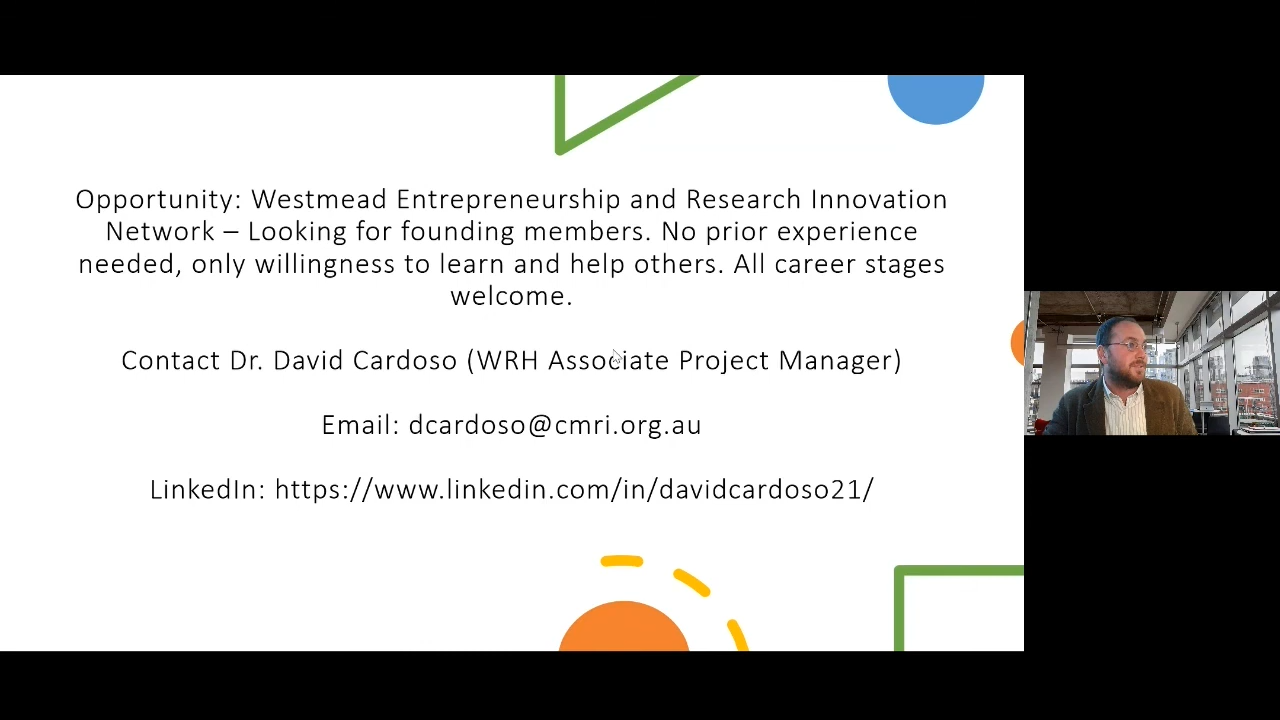 Opportunity: Westmead Entrepreneurship and Research Innovation
Network – Looking for founding members. No prior experience
needed, only willingness to learn and help others. All career stages
welcome.
Contact Dr. David Cardoso (WRH Associate Project Manager)
Email: dcardoso@cmri.org.au
LinkedIn: https://www.linkedin.com/in/davidcardoso21/